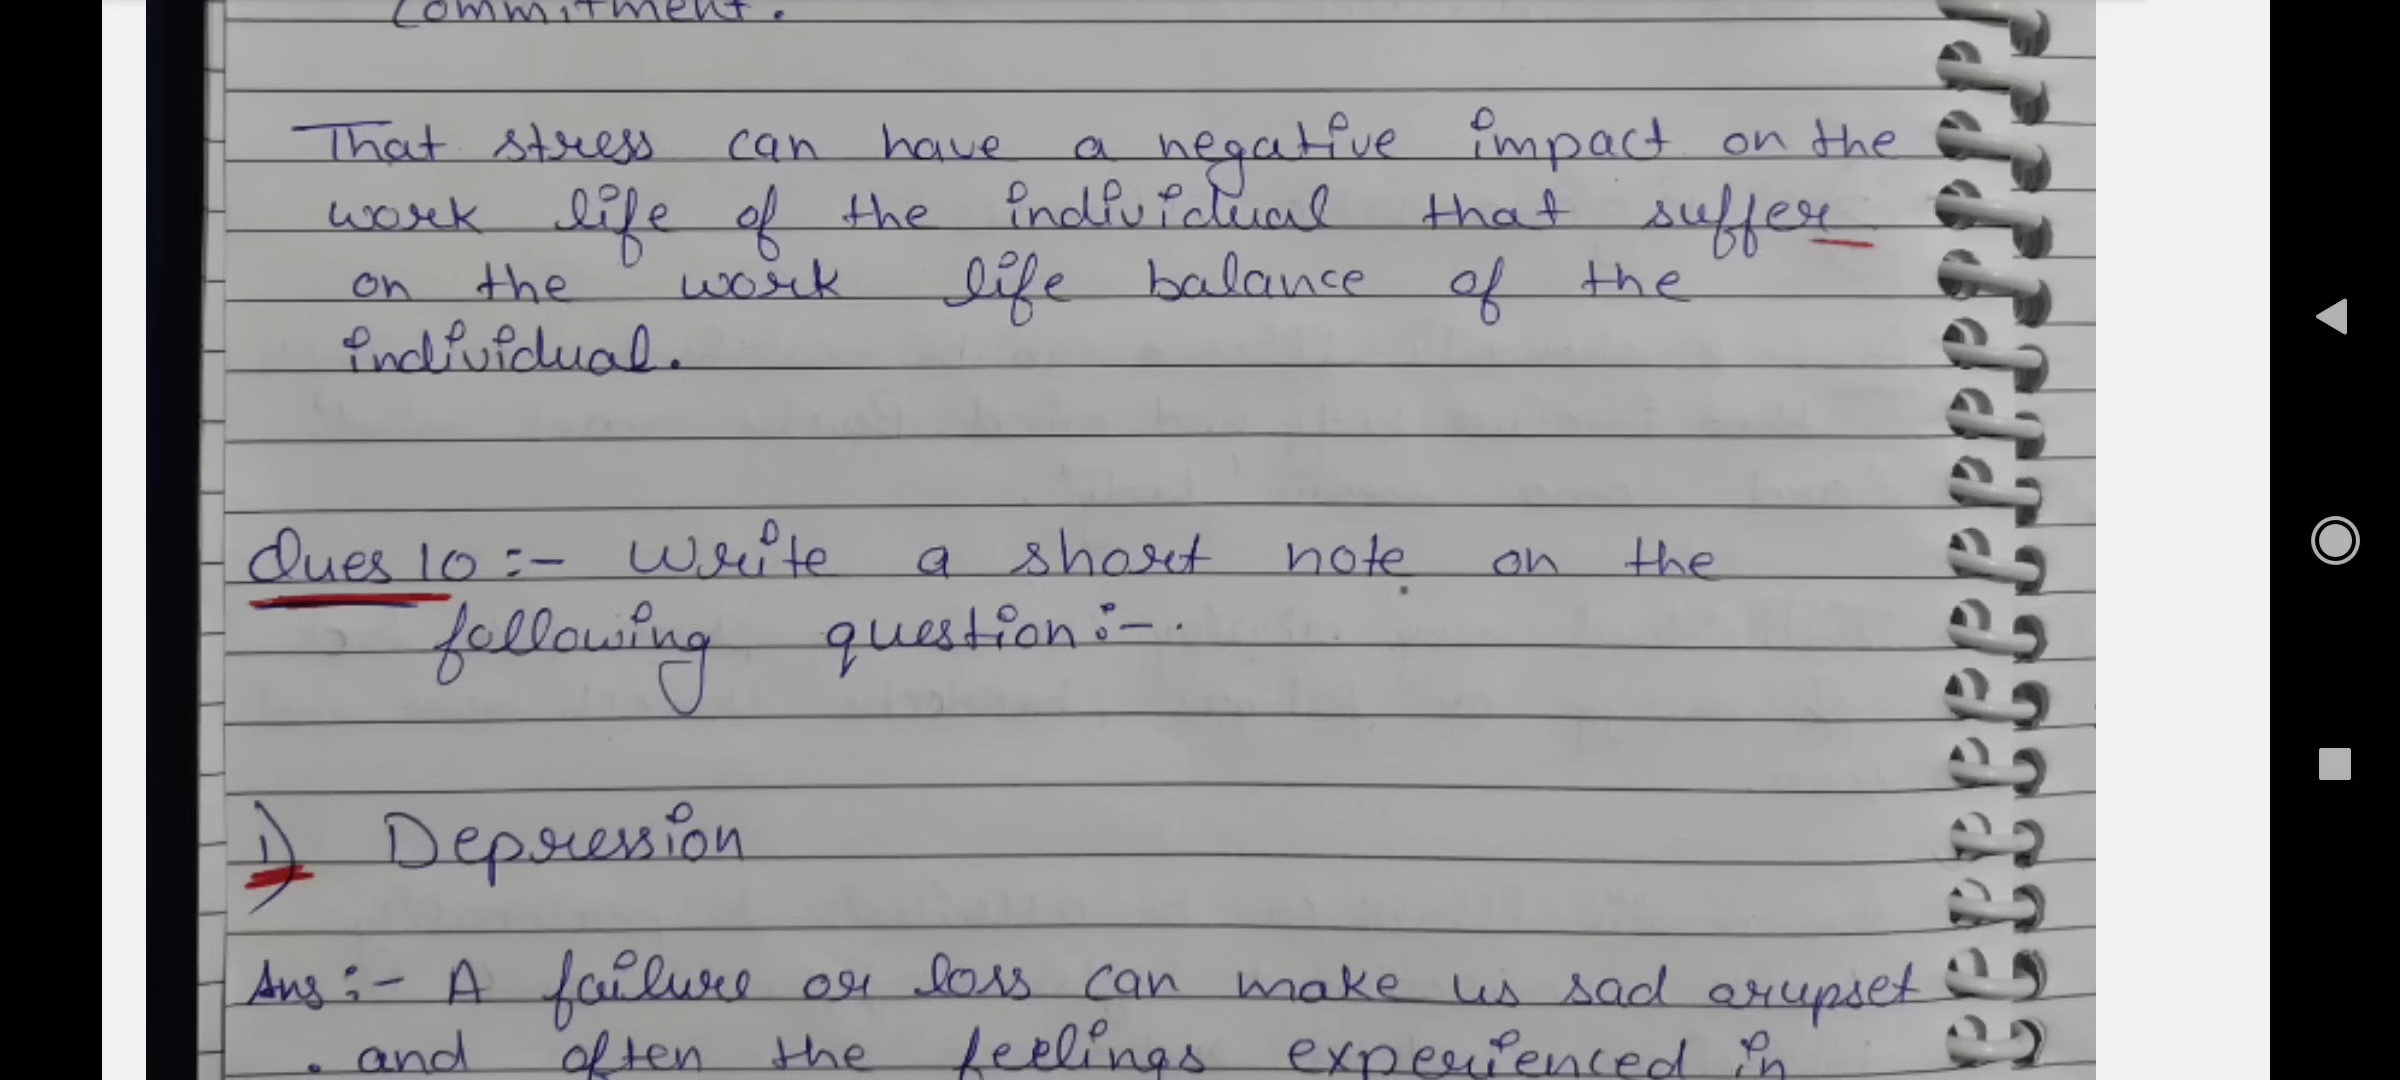 commitment.
That stress can have a negative impact on the
work life of the individual that suffer
on the work life balance of the
individual.
Ques 10 :- Write a short note on the
following question :-
1) Depression
Ans :- A failure or loss can make us sad or upset
. and often the feelings experienced in